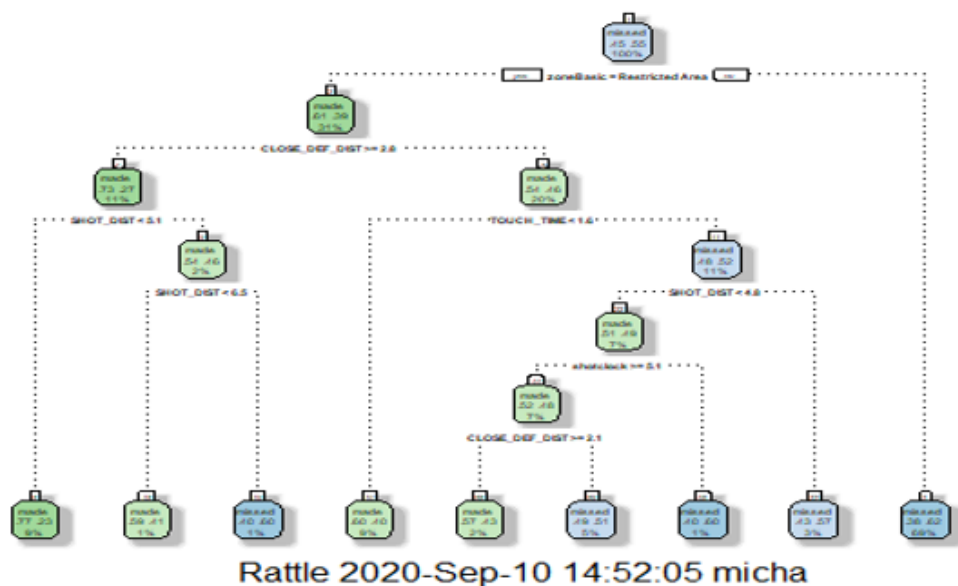 missed
.45 .55
100%
yes zoneBasic = Restricted Area no
made
.61 .39
31%
CLOSE_DEF_DIST >= 2.8
made
.73 .27
11%
made
.54 .46
20%
SHOT_DIST < 5.1
TOUCH_TIME < 1.6
made
.54 .46
2%
missed
.48 .52
11%
SHOT_DIST < 6.5
SHOT_DIST < 4.8
made
.51 .49
7%
shotclock >= 5.1
made
.52 .48
7%
CLOSE_DEF_DIST >= 2.1
made
.77 .23
9%
made
.59 .41
1%
missed
.40 .60
1%
made
.60 .40
9%
made
.57 .43
2%
missed
.49 .51
5%
missed
.40 .60
1%
missed
.43 .57
3%
missed
.38 .62
69%
Rattle 2020-Sep-10 14:52:05 micha